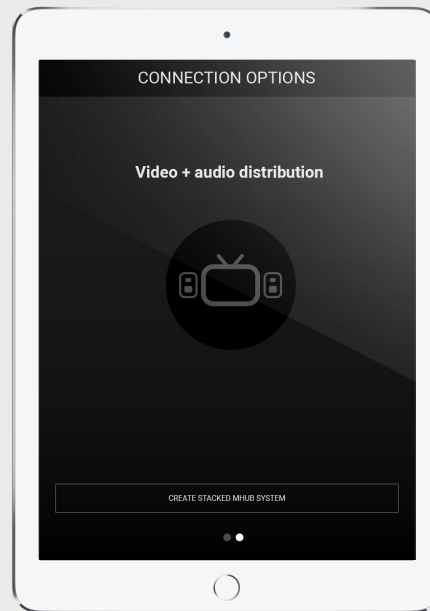 CONNECTION OPTIONS
Video + audio distribution
CREATE STACKED MHUB SYSTEM